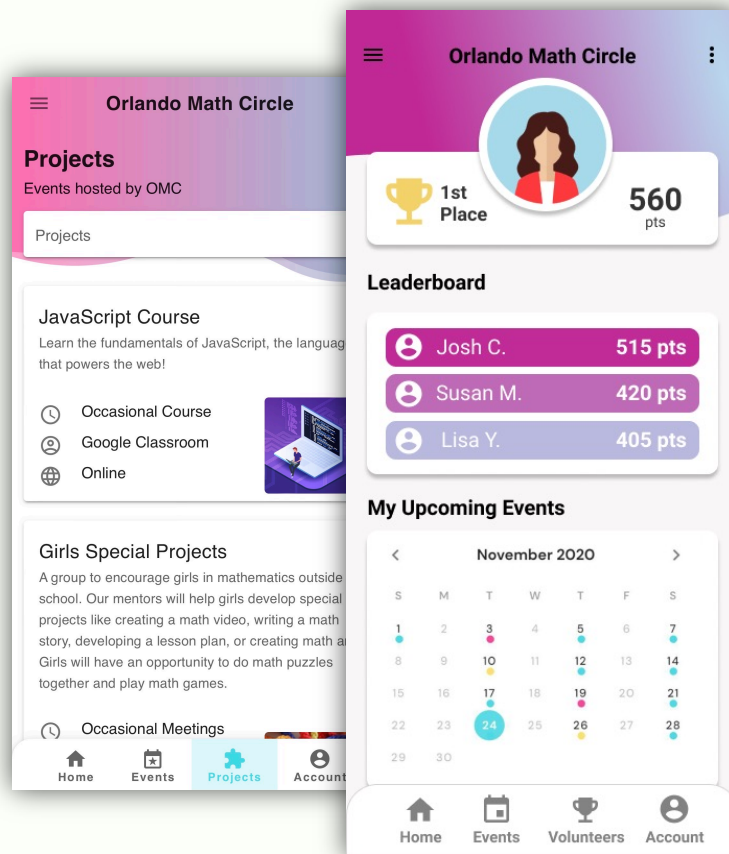 Orlando Math Circle
Projects
Events hosted by OMC
Projects
JavaScript Course
Learn the fundamentals of JavaScript, the languag
that powers the web!
Occasional Course
Google Classroom
Online
Girls Special Projects
A group to encourage girls in mathematics outside
school. Our mentors will help girls develop special
projects like creating a math video, writing a math
story, developing a lesson plan, or creating math a
Girls will have an opportunity to do math puzzles
together and play math games.
Occasional Meetings
Home Events Projects Account
Orlando Math Circle
1st
Place
560
pts
Leaderboard
Josh C. 515 pts
Susan M. 420 pts
Lisa Y. 405 pts
My Upcoming Events
November 2020
S M T W T F S
1 2 3 4 5 6 7
8 9 10 11 12 13 14
15 16 17 18 19 20 21
22 23 24 25 26 27 28
29 30
Home Events Volunteers Account